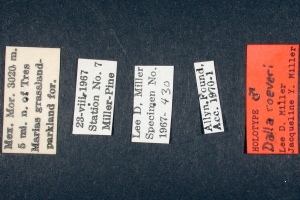 Mex. Mor. 3020 m.
5 mi. n. of Tres
Marias grassland-
parkland for.
23-viii-1967
Station No. 7
Miller-Pine
Lee D. Miller
Specimen No.
1967- 430
Allyn Found.
Acc. 1970-1
HOLOTYPE ♂
Dalla roeveri
Lee D. Miller
Jacqueline Y. Miller